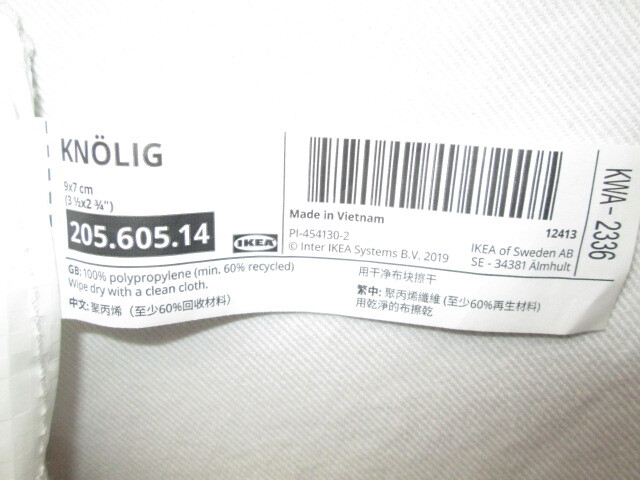 KNÖLIG
9x7 cm
(3 ½x2 ¾")
205.605.14
IKEA
GB: 100% polypropylene (min. 60% recycled)
Wipe dry with a clean cloth.
中文: 聚丙烯（至少60%回收材料）
Made in Vietnam
12413
PI-454130-2
© Inter IKEA Systems B.V. 2019
IKEA of Sweden AB
SE - 34381 Älmhult
用干净布块擦干
繁中: 聚丙烯纖維 (至少60%再生材料)
用乾淨的布擦乾
KWA - 2336